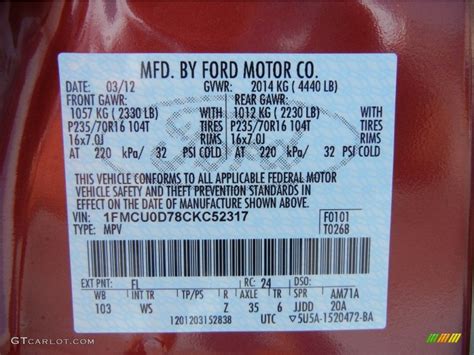 MFD. BY FORD MOTOR CO.
DATE: 03/12 GVWR: 2014 KG ( 4440 LB)
FRONT GAWR: REAR GAWR:
1057 KG ( 2330 LB) 1012 KG ( 2230 LB)
P235/70R16 104T TIRES P235/70R16 104T TIRES
16x7.0J RIMS 16x7.0J RIMS
AT 220 kPa/ 32 PSI COLD AT 220 kPa/ 32 PSI COLD
THIS VEHICLE CONFORMS TO ALL APPLICABLE FEDERAL MOTOR
VEHICLE SAFETY AND THEFT PREVENTION STANDARDS IN
EFFECT ON THE DATE OF MANUFACTURE SHOWN ABOVE.
VIN: 1FMCU0D78CKC52317 F0101
TYPE: MPV T0268
EXT PNT: FL RC: 24 DSO:
WB INT TR TP/PS R AXLE TR SPR AM71A
103 WS Z 35 6 JJDD 20A
1201203152838 UTC 5U5A-1520472-BA
GTCARLOT.COM